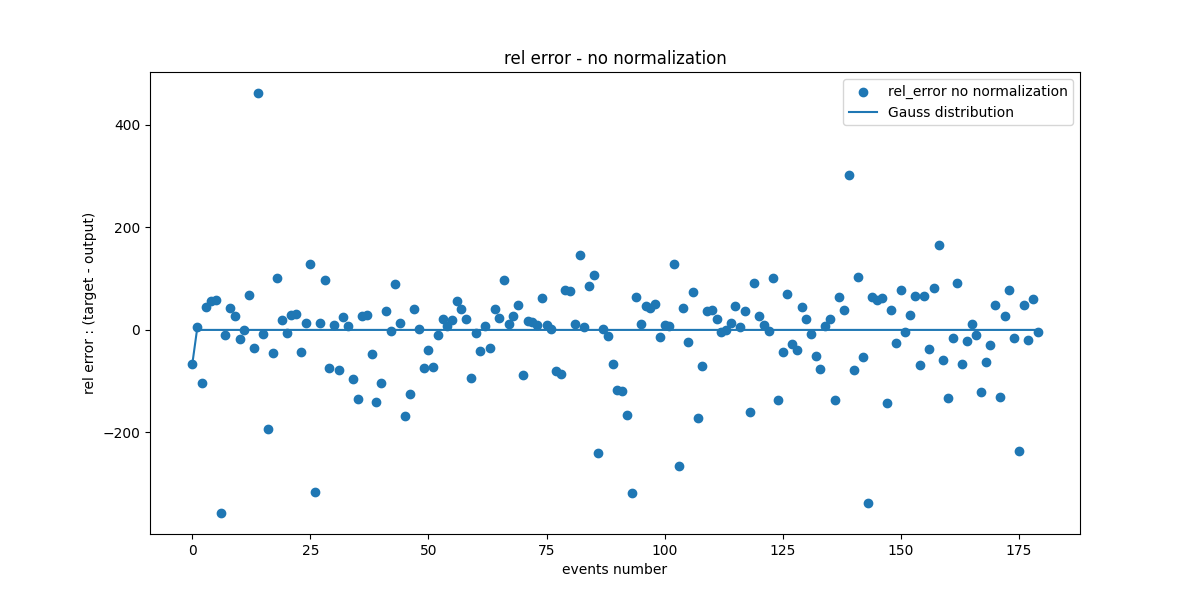 rel error - no normalization
rel_error no normalization
Gauss distribution
rel error : (target - output)
400
200
0
−200
0 25 50 75 100 125 150 175
events number